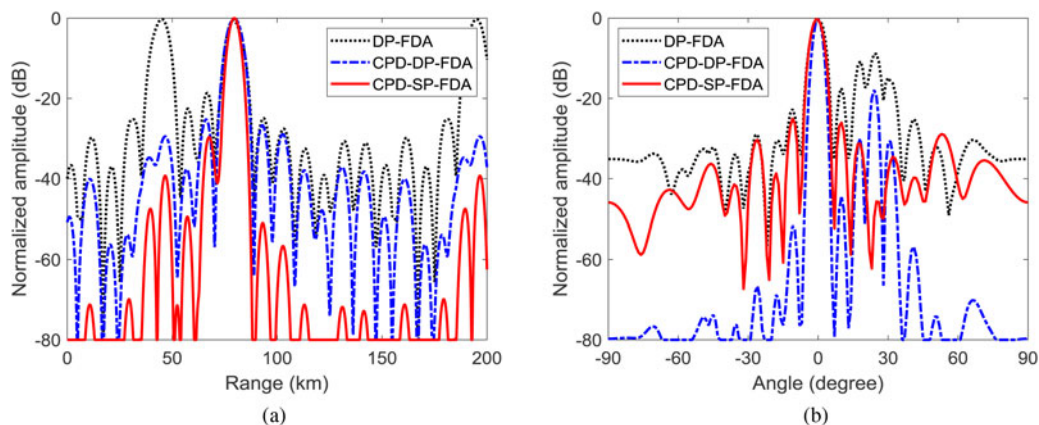 0
-20
-40
-60
-80
Normalized amplitude (dB)
DP-FDA
CPD-DP-FDA
CPD-SP-FDA
0 50 100 150 200
Range (km)
(a)
0
-20
-40
-60
-80
Normalized amplitude (dB)
DP-FDA
CPD-DP-FDA
CPD-SP-FDA
-90 -60 -30 0 30 60 90
Angle (degree)
(b)